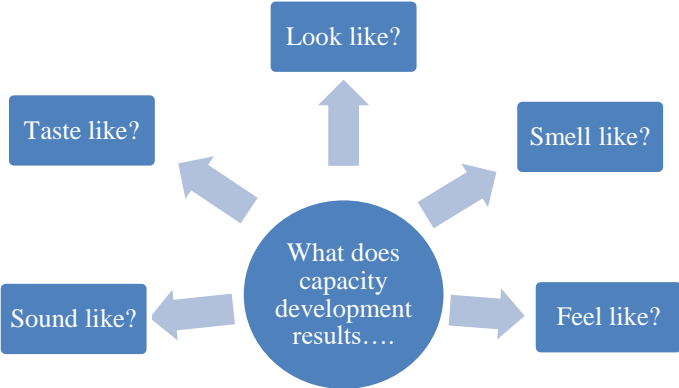 Look like?
Taste like?
Smell like?
What does
capacity
development
results….
Sound like?
Feel like?